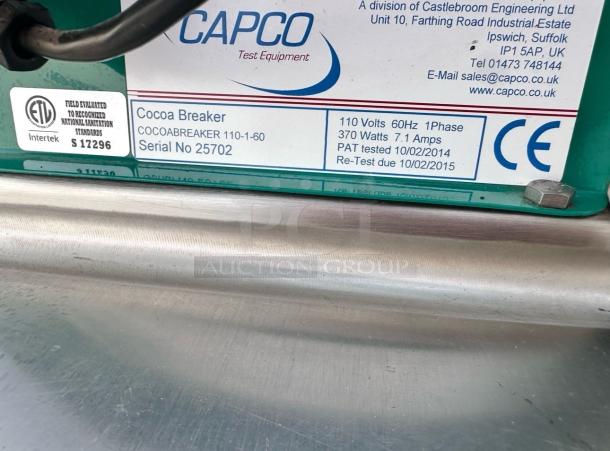 A division of Castlebroom Engineering Ltd
Unit 10, Farthing Road Industrial Estate
Ipswich, Suffolk
IP1 5AP, UK
Tel 01473 748144
E-Mail sales@capco.co.uk
www.capco.co.uk
CAPCO
Test Equipment
ETL
Intertek
FIELD EVALUATED
TO RECOGNIZED
NATIONAL SANITATION
STANDARDS
S 17296
Cocoa Breaker
COCOABREAKER 110-1-60
Serial No 25702
110 Volts 60Hz 1Phase
370 Watts 7.1 Amps
PAT tested 10/02/2014
Re-Test due 10/02/2015
CE
PCI
AUCTION GROUP